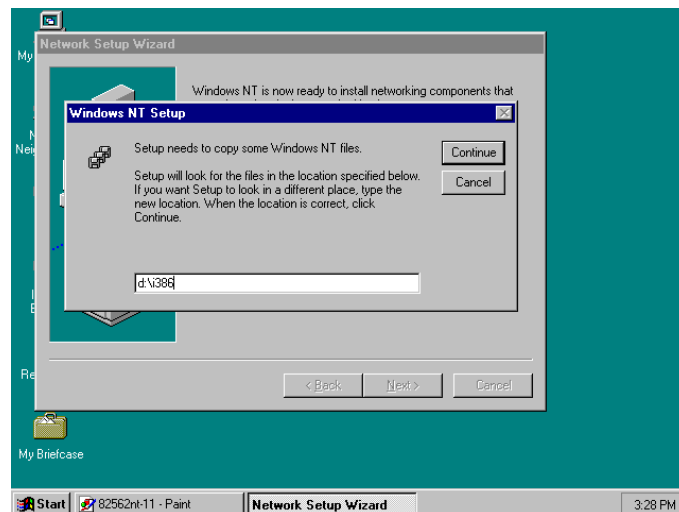 My
Network Setup Wizard
Windows NT is now ready to install networking components that
Windows NT Setup
N
Nei
Setup needs to copy some Windows NT files.
Setup will look for the files in the location specified below.
If you want Setup to look in a different place, type the
new location. When the location is correct, click
Continue.
Continue
Cancel
d:\i386
I
E
Re
< Back
Next >
Cancel
My Briefcase
Start
82562nt-11 - Paint
Network Setup Wizard
3:28 PM